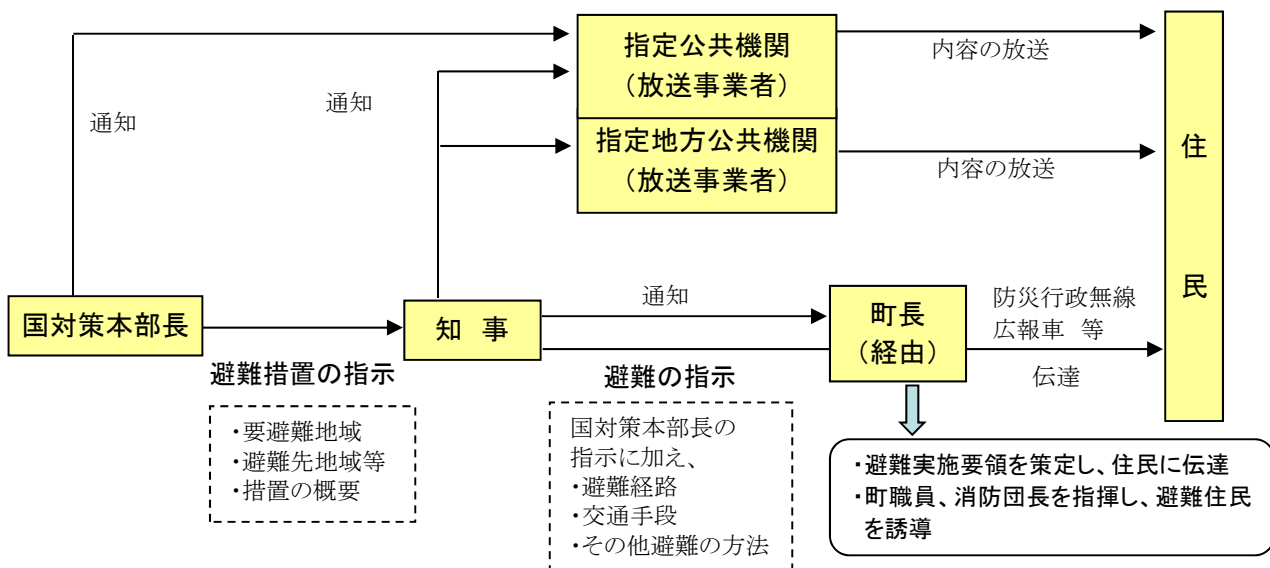 指定公共機関
（放送事業者）
内容の放送
通知
通知
指定地方公共機関
（放送事業者）
内容の放送
住
民
国対策本部長
避難措置の指示
・要避難地域
・避難先地域等
・措置の概要
知　事
通知
避難の指示
国対策本部長の
指示に加え、
・避難経路
・交通手段
・その他避難の方法
町長
（経由）
防災行政無線
広報車　等
伝達
・避難実施要領を策定し、住民に伝達
・町職員、消防団長を指揮し、避難住民
を誘導